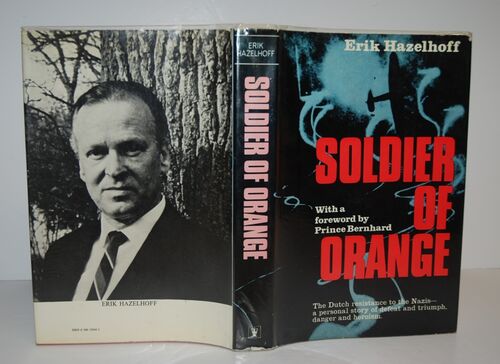 Erik Hazelhoff
SOLDIER
OF
ORANGE
With a
foreword by
Prince Bernhard
The Dutch resistance to the Nazis—
a personal story of defeat and triumph,
danger and heroism.
ERIK
HAZELHOFF
SOLDIER OF ORANGE
ERIK HAZELHOFF